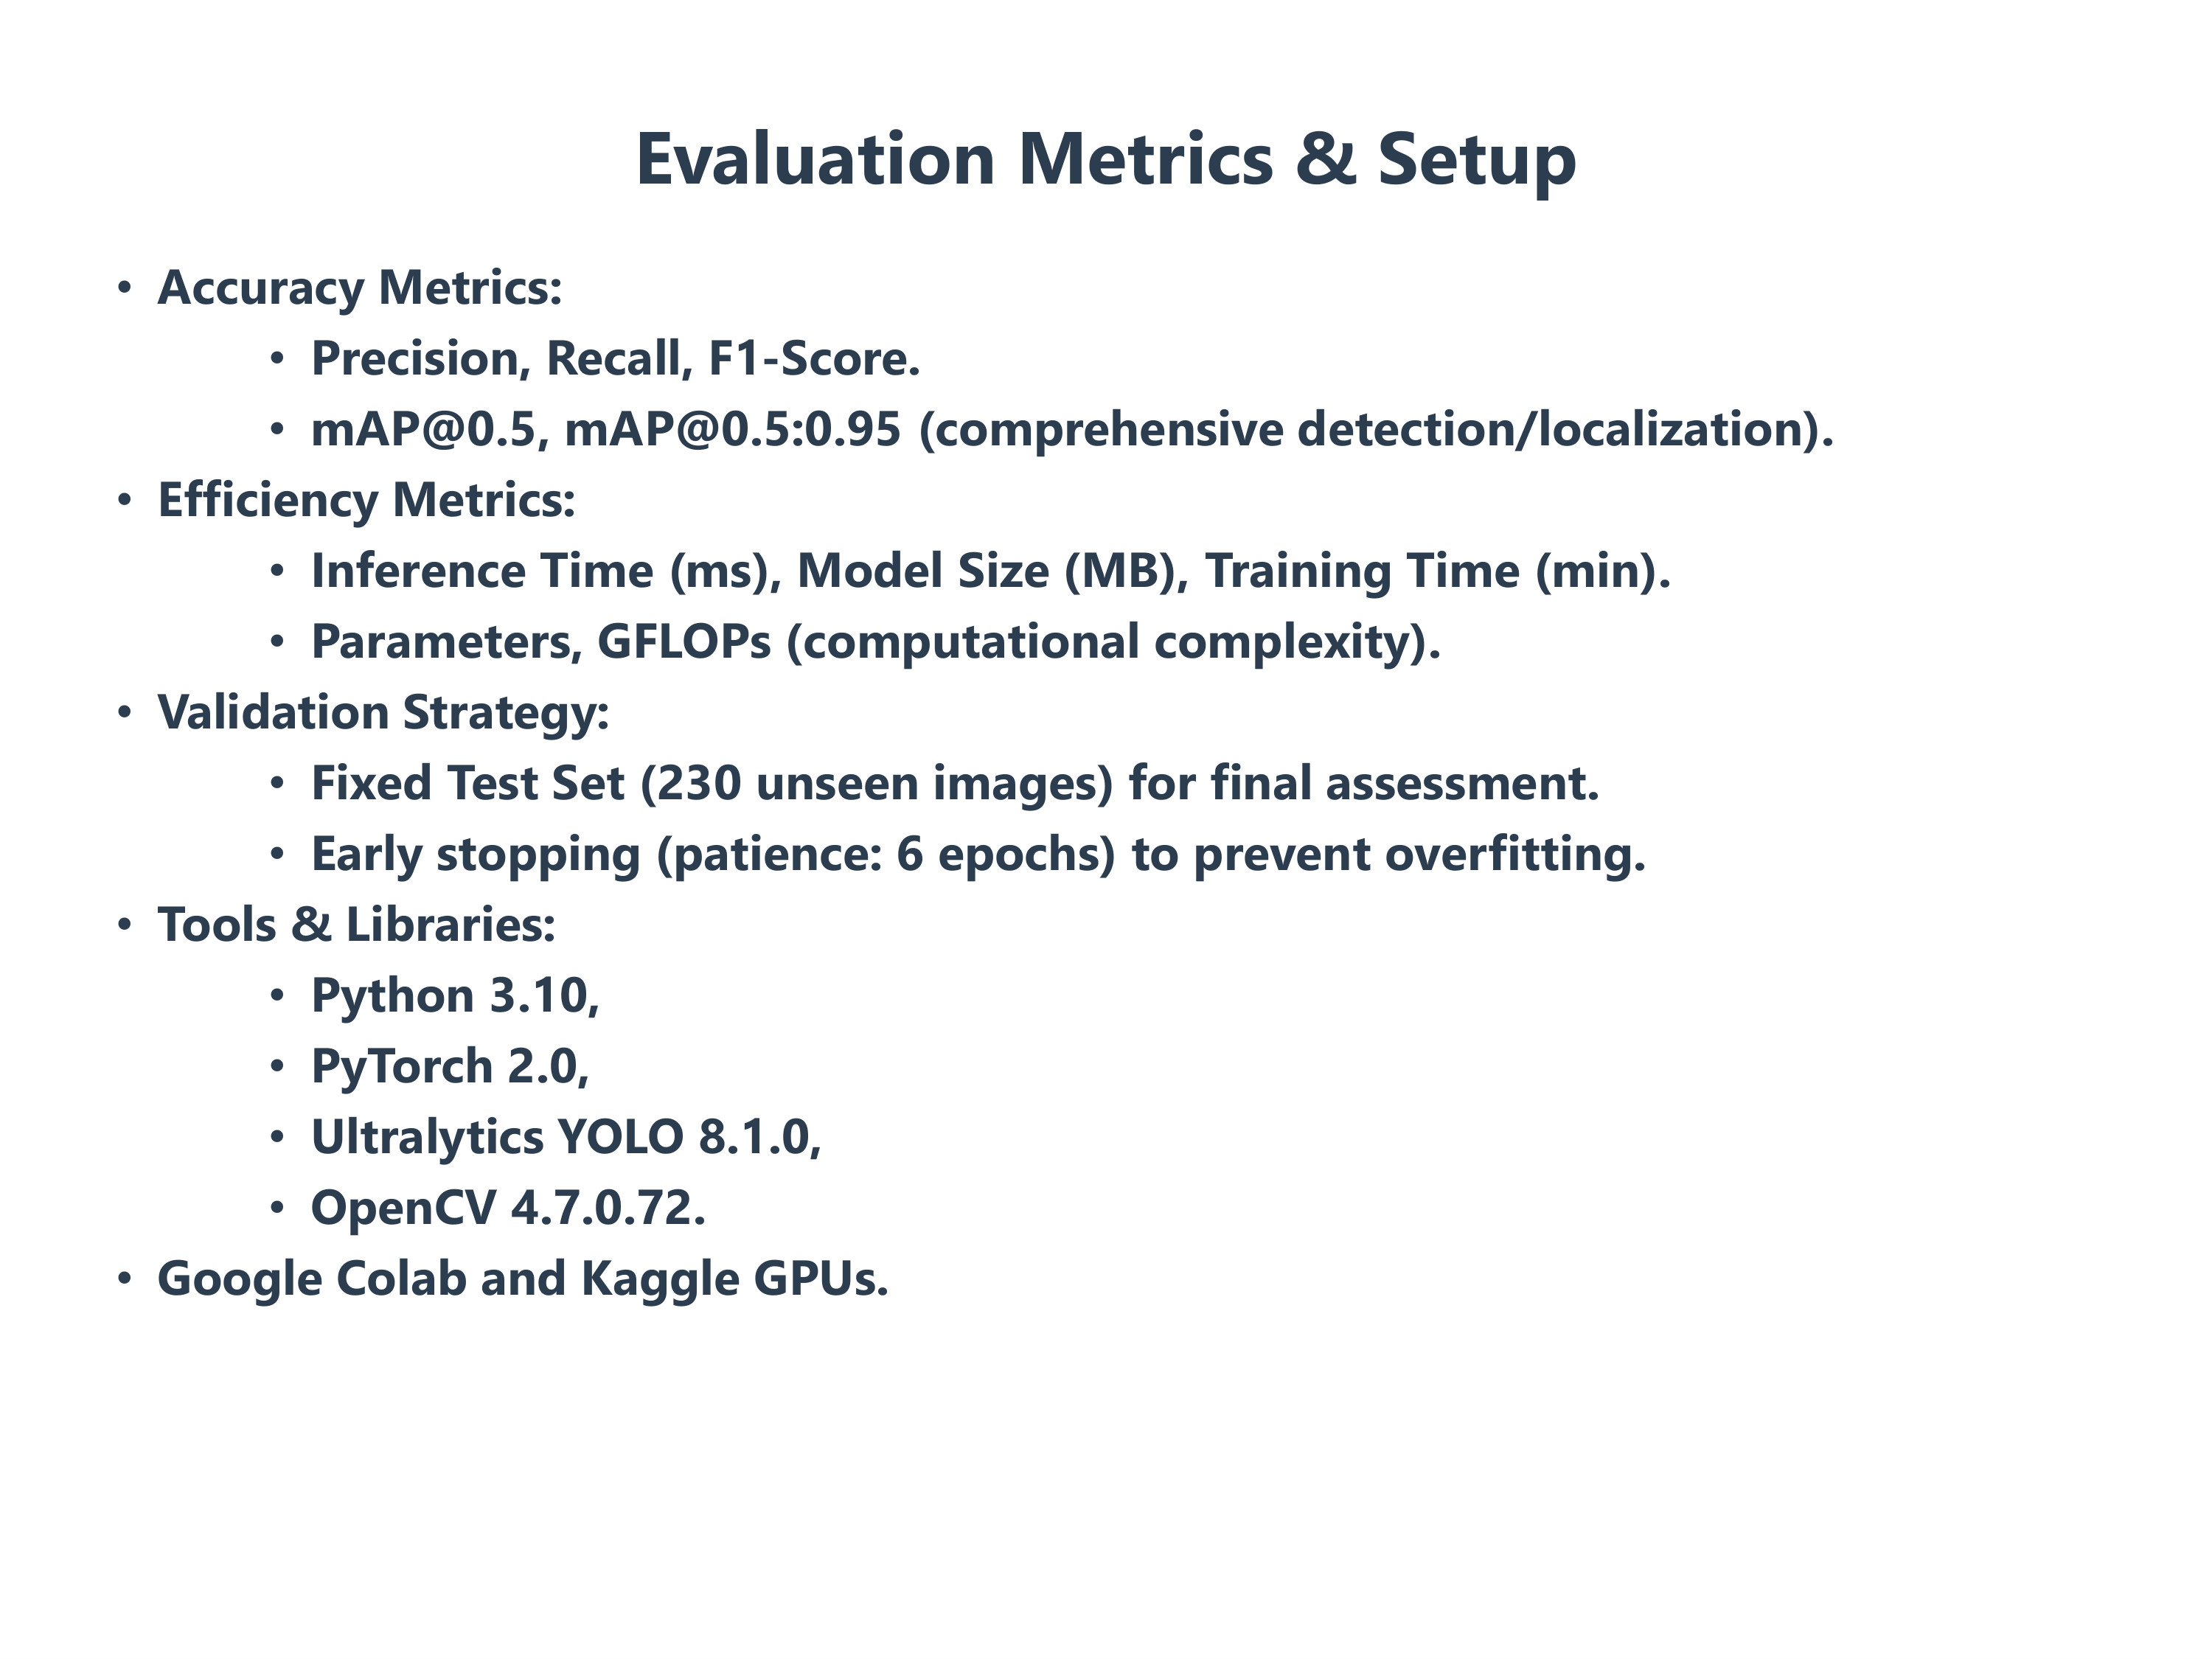 Evaluation Metrics & Setup
• Accuracy Metrics:
• Precision, Recall, F1-Score.
• mAP@0.5, mAP@0.5:0.95 (comprehensive detection/localization).
• Efficiency Metrics:
• Inference Time (ms), Model Size (MB), Training Time (min).
• Parameters, GFLOPs (computational complexity).
• Validation Strategy:
• Fixed Test Set (230 unseen images) for final assessment.
• Early stopping (patience: 6 epochs) to prevent overfitting.
• Tools & Libraries:
• Python 3.10,
• PyTorch 2.0,
• Ultralytics YOLO 8.1.0,
• OpenCV 4.7.0.72.
• Google Colab and Kaggle GPUs.